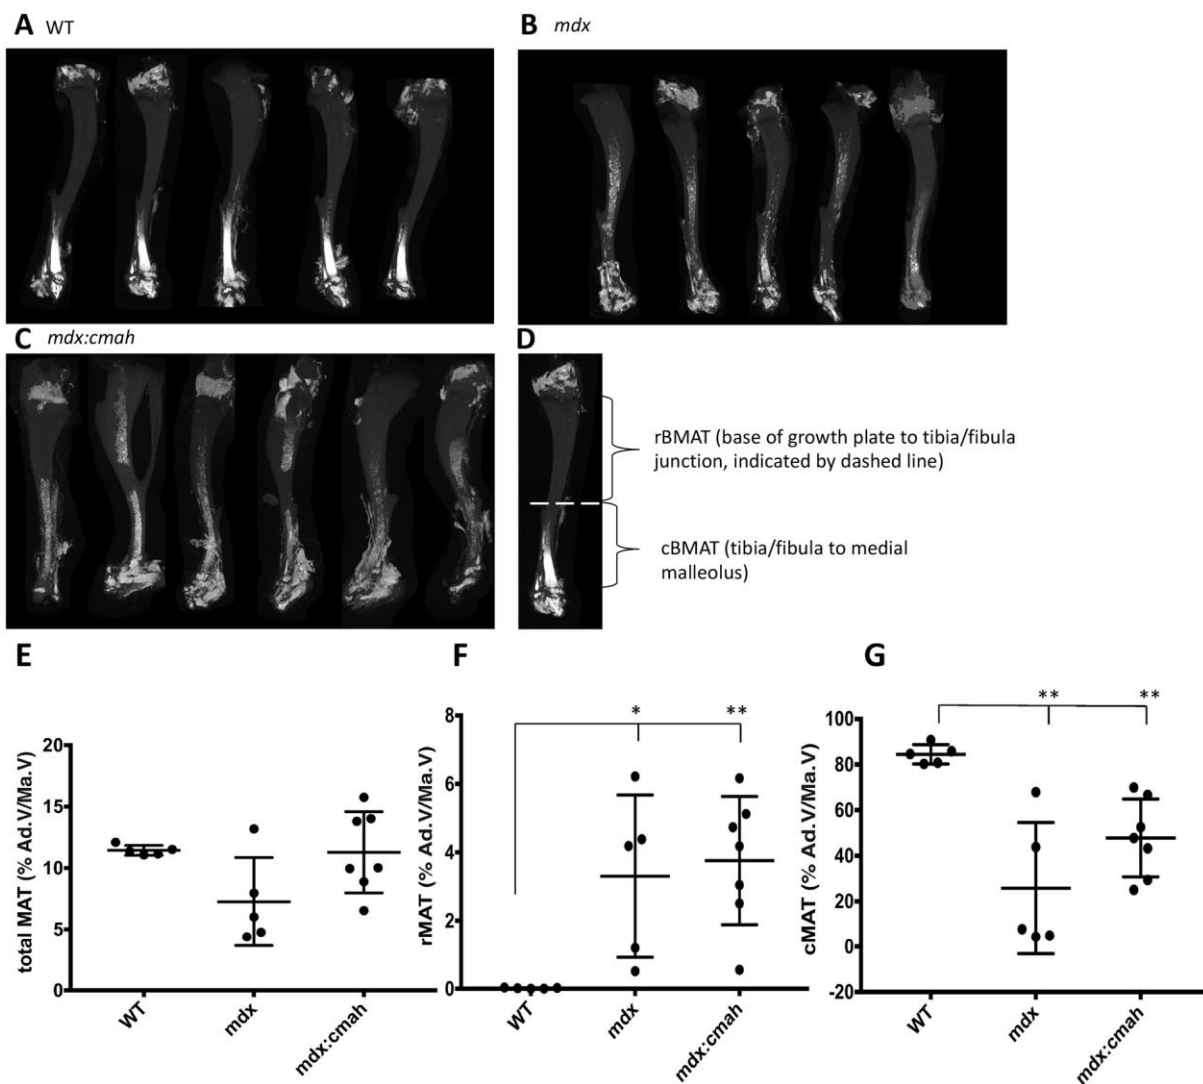 A WT
B mdx
C mdx:cmah
D
rBMAT (base of growth plate to tibia/fibula
junction, indicated by dashed line)
cBMAT (tibia/fibula to medial
malleolus)
E
total MAT (% Ad.V/Ma.V)
20
15
10
5
0
WT
mdx
mdx:cmah
F
rMAT (% Ad.V/Ma.V)
8
6
4
2
0
* **
WT
mdx
mdx:cmah
G
cMAT (% Ad.V/Ma.V)
100
80
60
40
20
0
-20
** **
WT
mdx
mdx:cmah